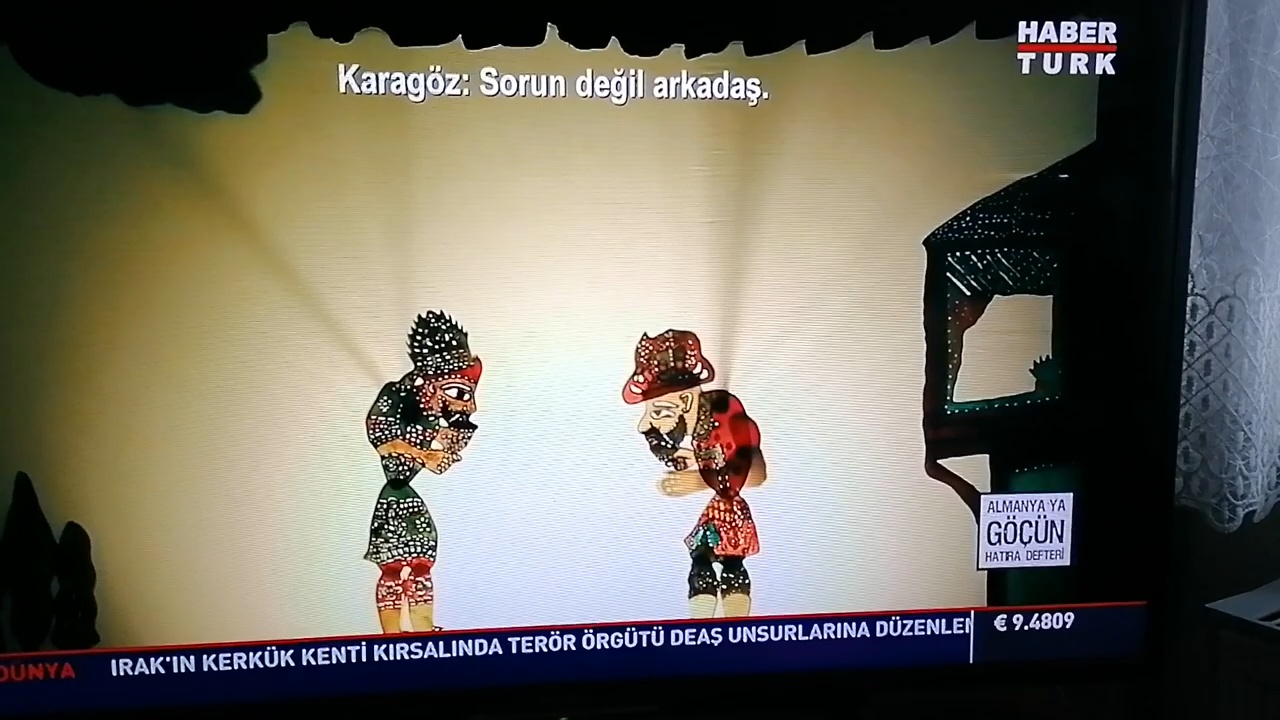 HABER
TURK
Karagöz: Sorun değil arkadaş.
ALMANYA'YA
GÖÇÜN
HATIRA DEFTERİ
DÜNYA IRAK'IN KERKÜK KENTİ KIRSALINDA TERÖR ÖRGÜTÜ DEAŞ UNSURLARINA DÜZENLEN
€ 9.4809